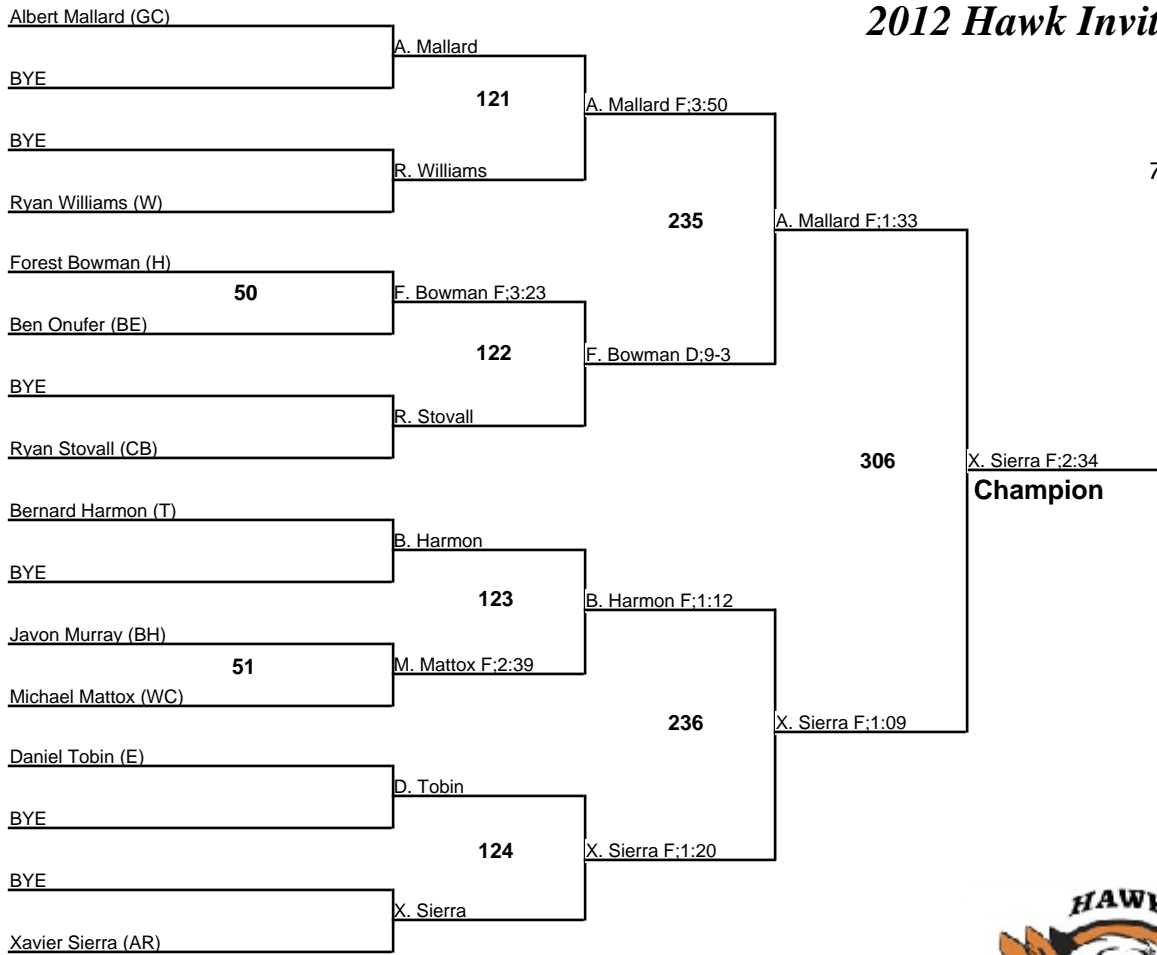 Albert Mallard (GC)
2012 Hawk Invit
A. Mallard
BYE
121
A. Mallard F;3:50
BYE
R. Williams
7
Ryan Williams (W)
235
A. Mallard F;1:33
Forest Bowman (H)
50
F. Bowman F;3:23
Ben Onufer (BE)
122
F. Bowman D;9-3
BYE
R. Stovall
Ryan Stovall (CB)
306
X. Sierra F;2:34
Champion
Bernard Harmon (T)
B. Harmon
BYE
123
B. Harmon F;1:12
Javon Murray (BH)
51
M. Mattox F;2:39
Michael Mattox (WC)
236
X. Sierra F;1:09
Daniel Tobin (E)
D. Tobin
BYE
124
X. Sierra F;1:20
BYE
X. Sierra
Xavier Sierra (AR)
HAWK